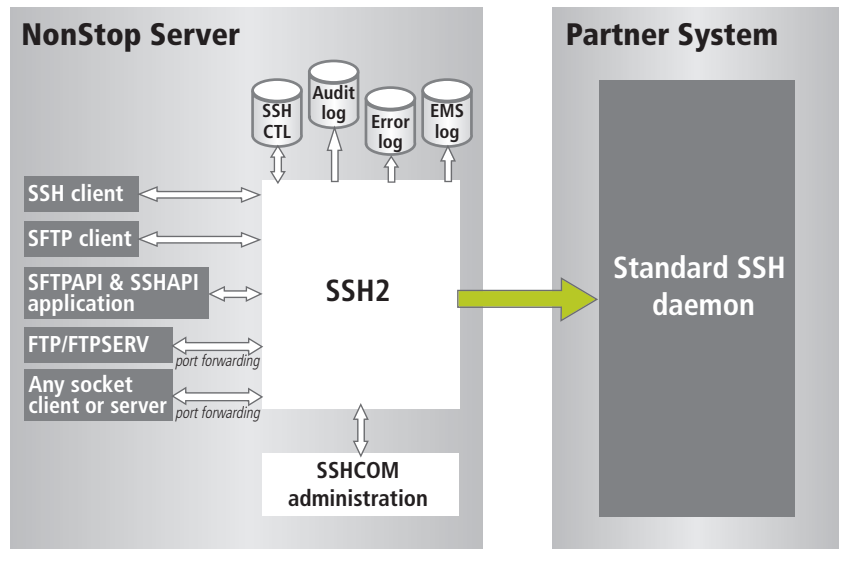 NonStop Server
Partner System
SSH
CTL
Audit
log
Error
log
EMS
log
SSH client
SFTP client
SFTPAPI & SSHAPI
application
FTP/FTPSERV
port forwarding
Any socket
client or server
port forwarding
SSH2
SSHCOM
administration
Standard SSH
daemon